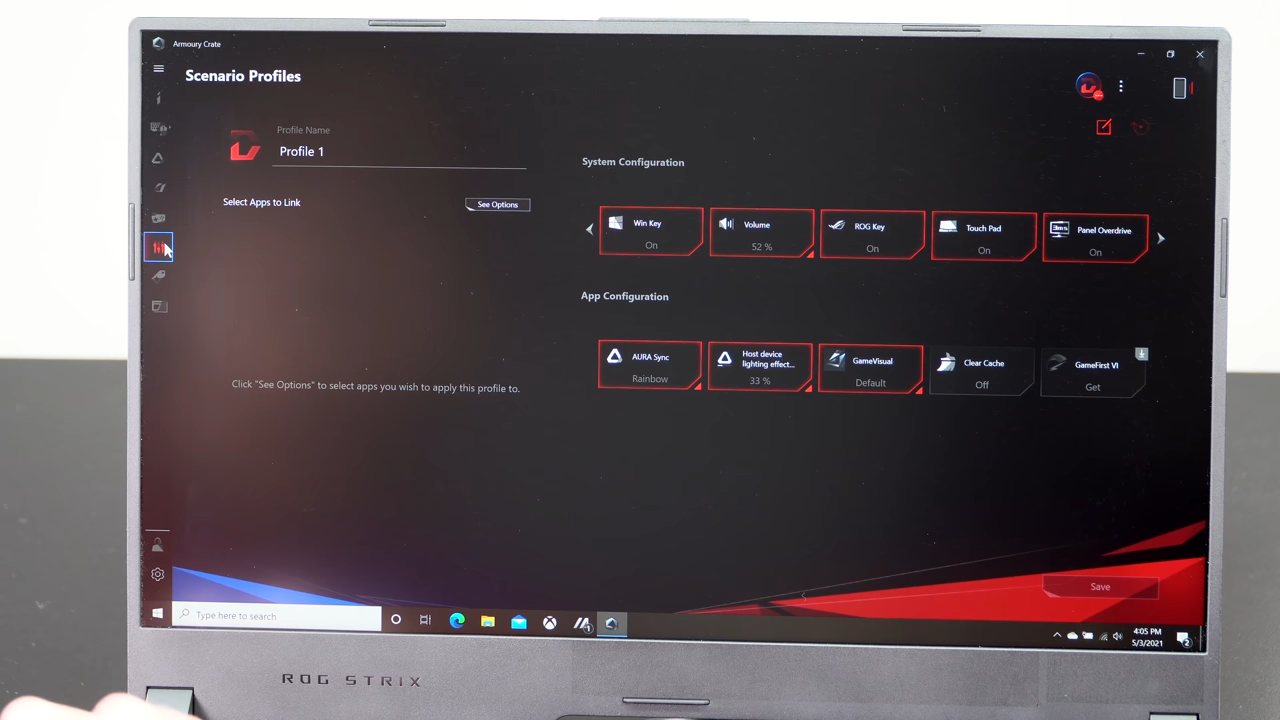 Armoury Crate
Scenario Profiles
Profile Name
Profile 1
Select Apps to Link
See Options
Click "See Options" to select apps you wish to apply this profile to.
System Configuration
Win Key
On
Volume
52 %
ROG Key
On
Touch Pad
On
3ms
Panel Overdrive
On
App Configuration
AURA Sync
Rainbow
Host device
lighting effect...
33 %
GameVisual
Default
Clear Cache
Off
GameFirst VI
Get
Save
Type here to search
4:05 PM
5/3/2021
2
ROG STRIX